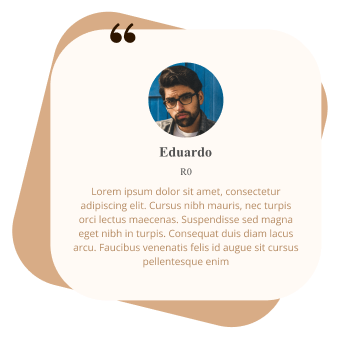 ❝
Eduardo
R0
Lorem ipsum dolor sit amet, consectetur
adipiscing elit. Cursus nibh mauris, nec turpis
orci lectus maecenas. Suspendisse sed magna
eget nibh in turpis. Consequat duis diam lacus
arcu. Faucibus venenatis felis id augue sit cursus
pellentesque enim